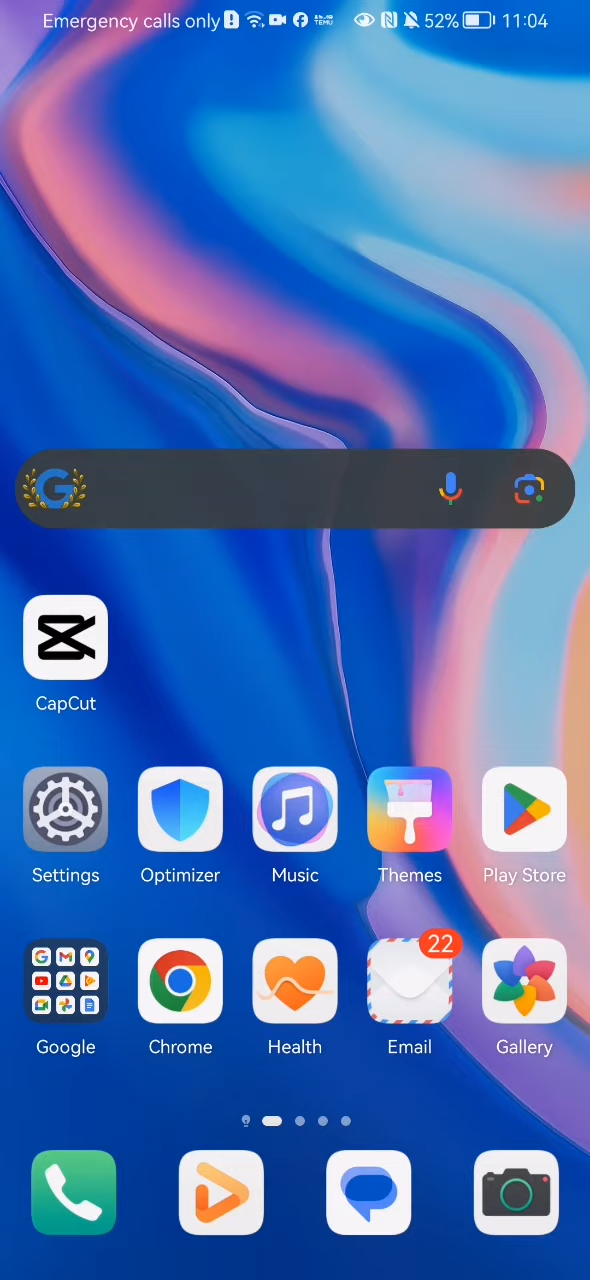 Emergency calls only 52% 11:04
CapCut
Settings Optimizer Music Themes Play Store
22
Google Chrome Health Email Gallery